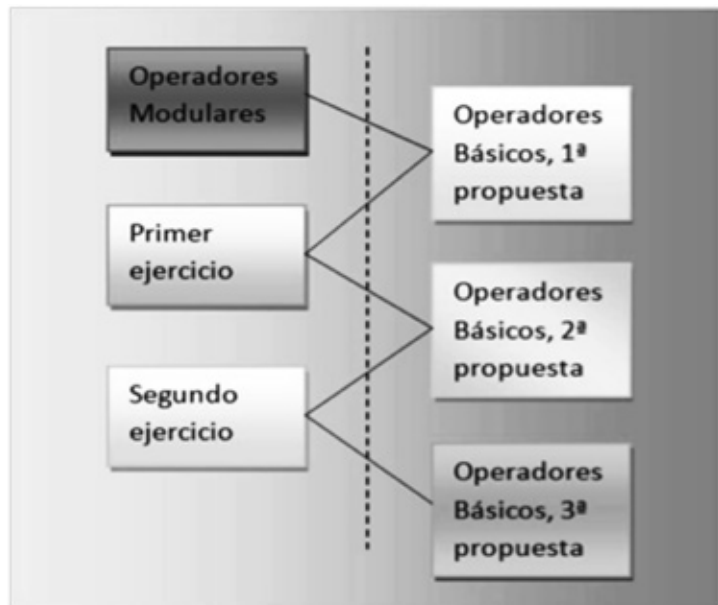 Operadores
Modulares
Operadores
Básicos, 1ª
propuesta
Primer
ejercicio
Operadores
Básicos, 2ª
propuesta
Segundo
ejercicio
Operadores
Básicos, 3ª
propuesta